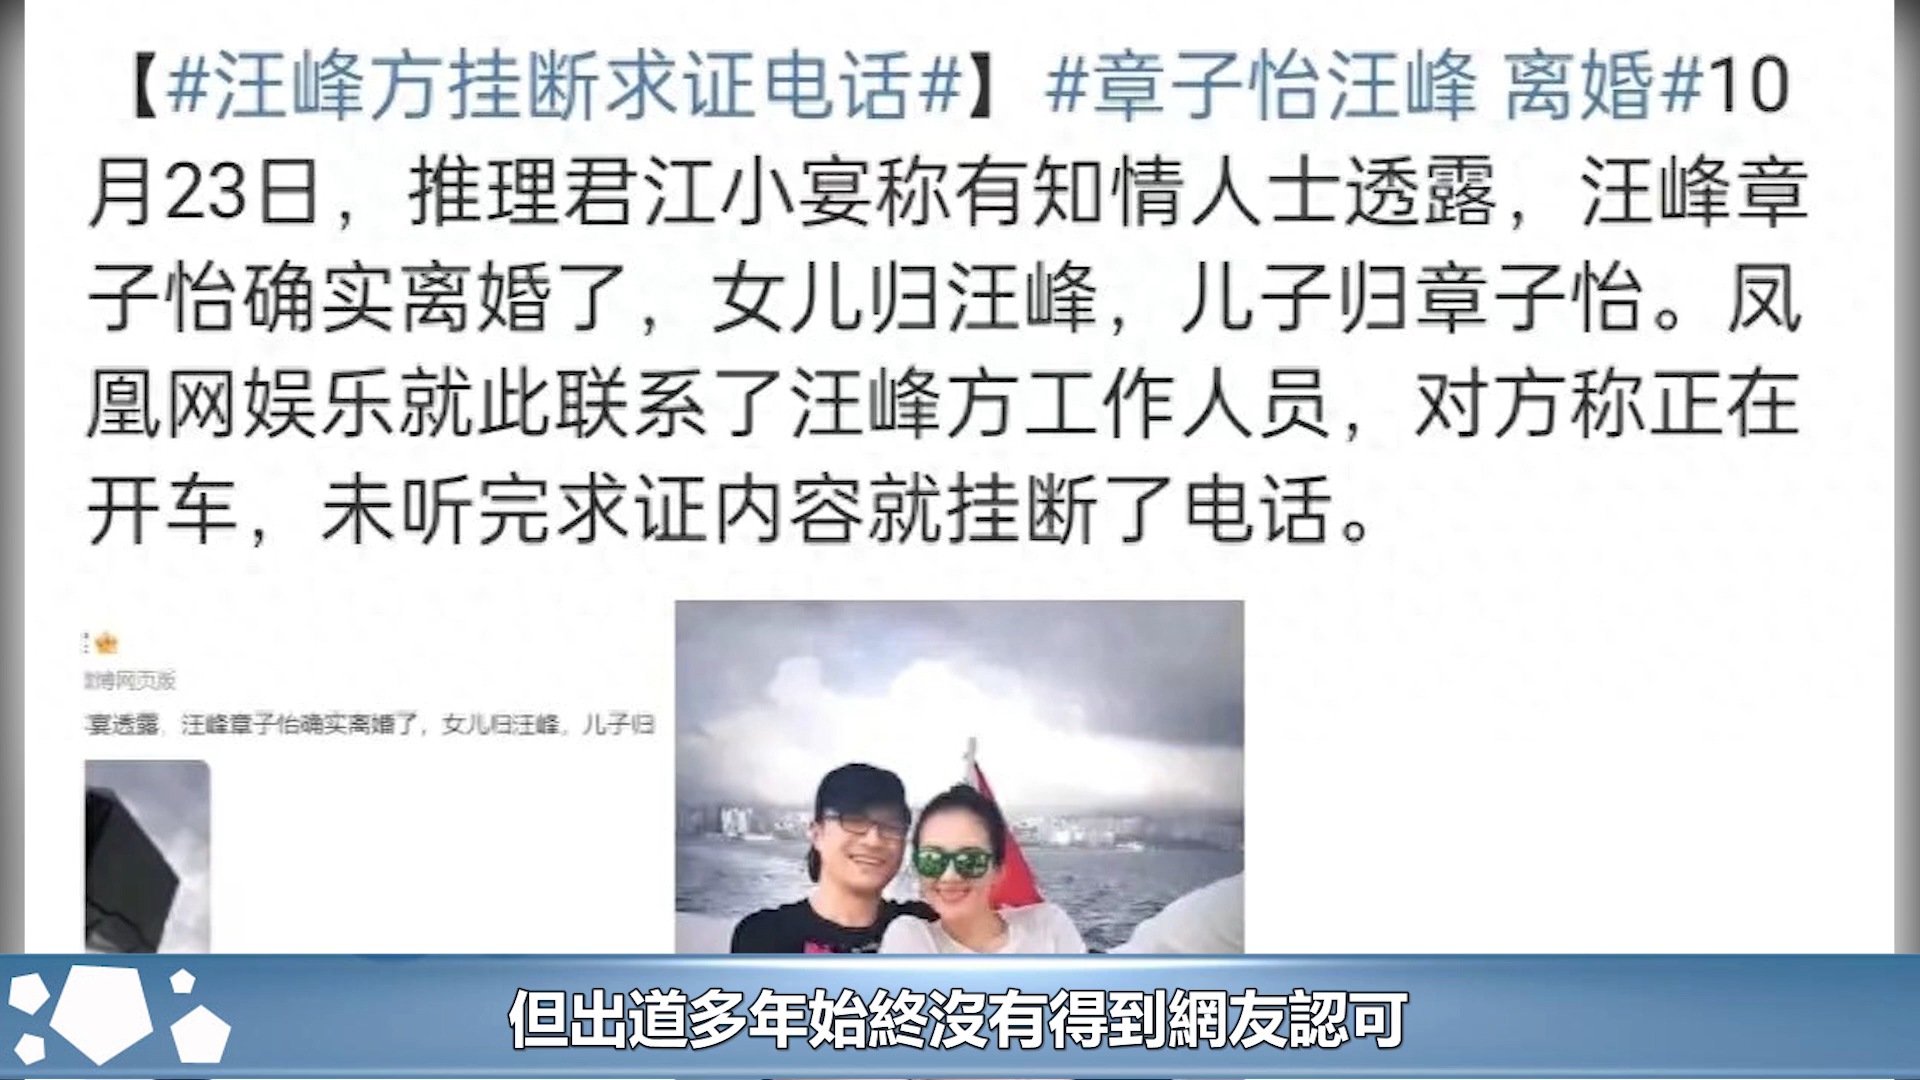 【#汪峰方挂断求证电话#】 #章子怡汪峰 离婚#10
月23日，推理君江小宴称有知情人士透露，汪峰章
子怡确实离婚了，女儿归汪峰，儿子归章子怡。凤
凰网娱乐就此联系了汪峰方工作人员，对方称正在
开车，未听完求证内容就挂断了电话。
博网页版
宴透露，汪峰章子怡确实离婚了，女儿归汪峰，儿子归
但出道多年始終沒有得到網友認可